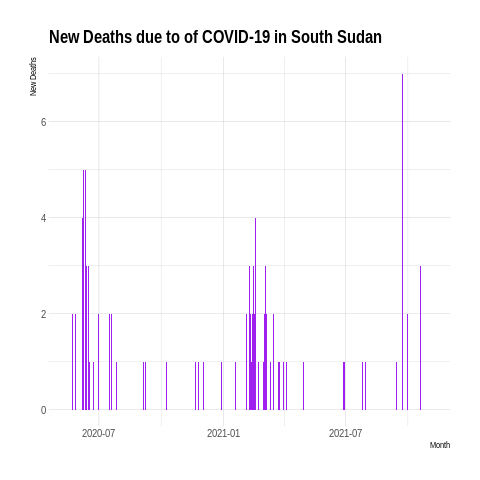 New Deaths due to of COVID-19 in South Sudan
New Deaths
6
4
2
0
2020-07 2021-01 2021-07
Month